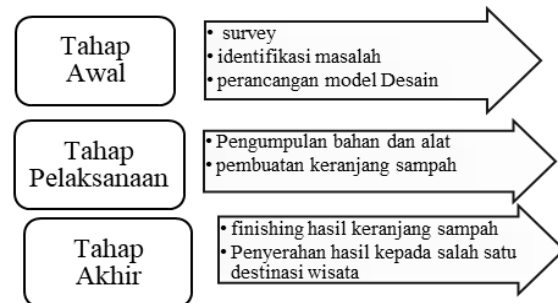 Tahap
Awal
• survey
• identifikasi masalah
• perancangan model Desain
Tahap
Pelaksanaan
• Pengumpulan bahan dan alat
• pembuatan keranjang sampah
Tahap
Akhir
• finishing hasil keranjang sampah
• Penyerahan hasil kepada salah satu
destinasi wisata